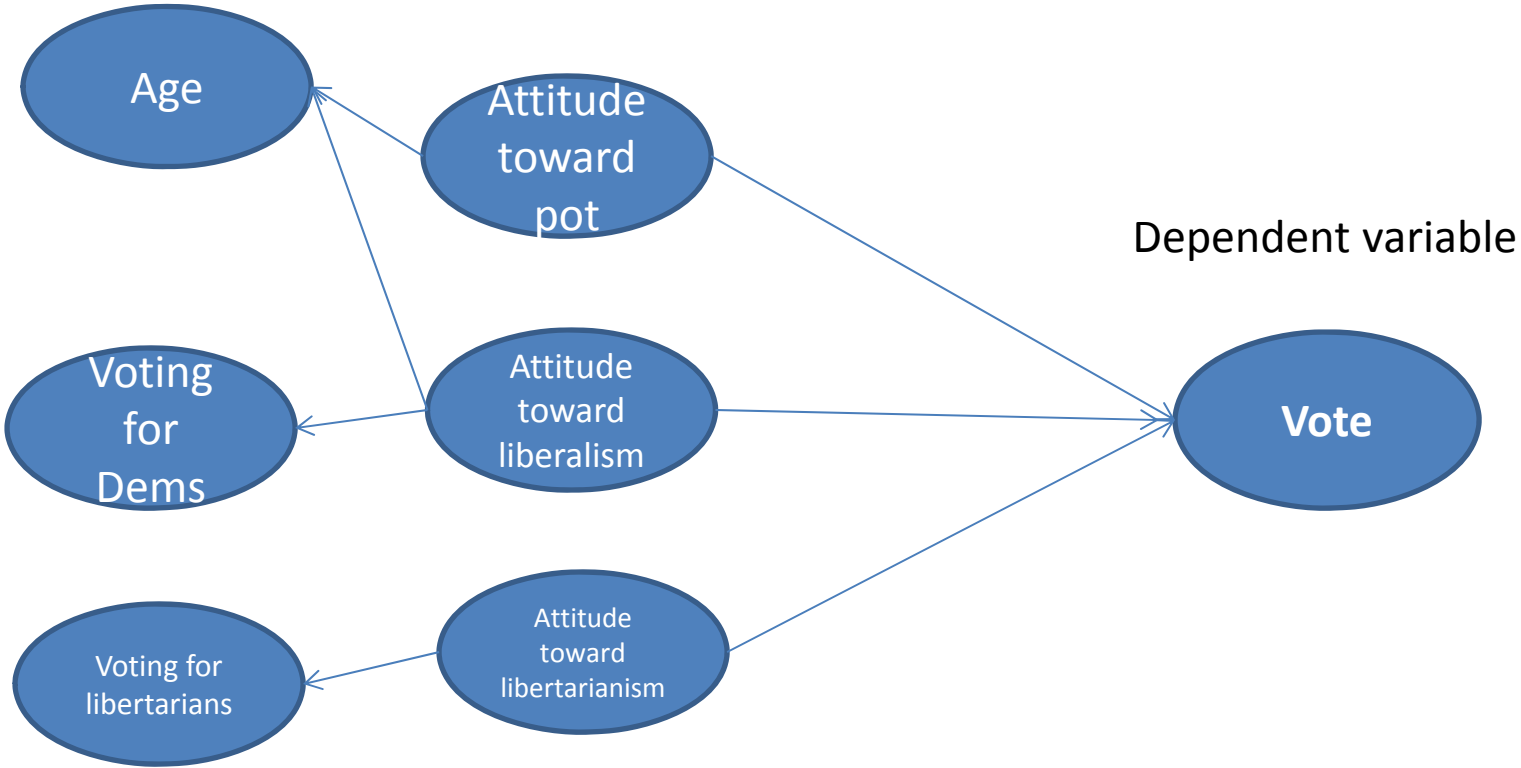 Age
Attitude
toward
pot
Dependent variable
Voting
for
Dems
Attitude
toward
liberalism
Vote
Voting for
libertarians
Attitude
toward
libertarianism